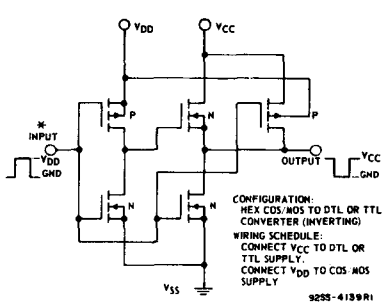 VDD
VCC
P
N
P
*
INPUT
VDD
GND
OUTPUT
VCC
GND
N
N
VSS
CONFIGURATION:
HEX COS/MOS TO DTL OR TTL
CONVERTER (INVERTING)
WIRING SCHEDULE:
CONNECT VCC TO DTL OR
TTL SUPPLY.
CONNECT VDD TO COS/MOS
SUPPLY
92SS-4139R1